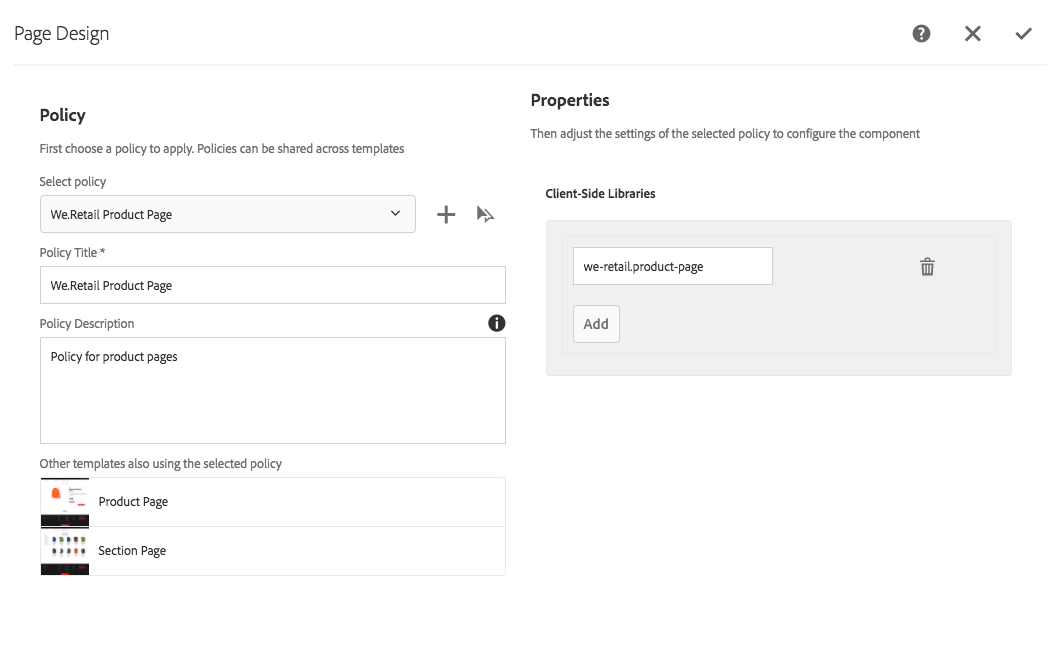 Page Design
Policy
First choose a policy to apply. Policies can be shared across templates
Select policy
We.Retail Product Page
Policy Title *
We.Retail Product Page
Policy Description
Policy for product pages
Other templates also using the selected policy
Product Page
Section Page
Properties
Then adjust the settings of the selected policy to configure the component
Client-Side Libraries
we-retail.product-page
Add